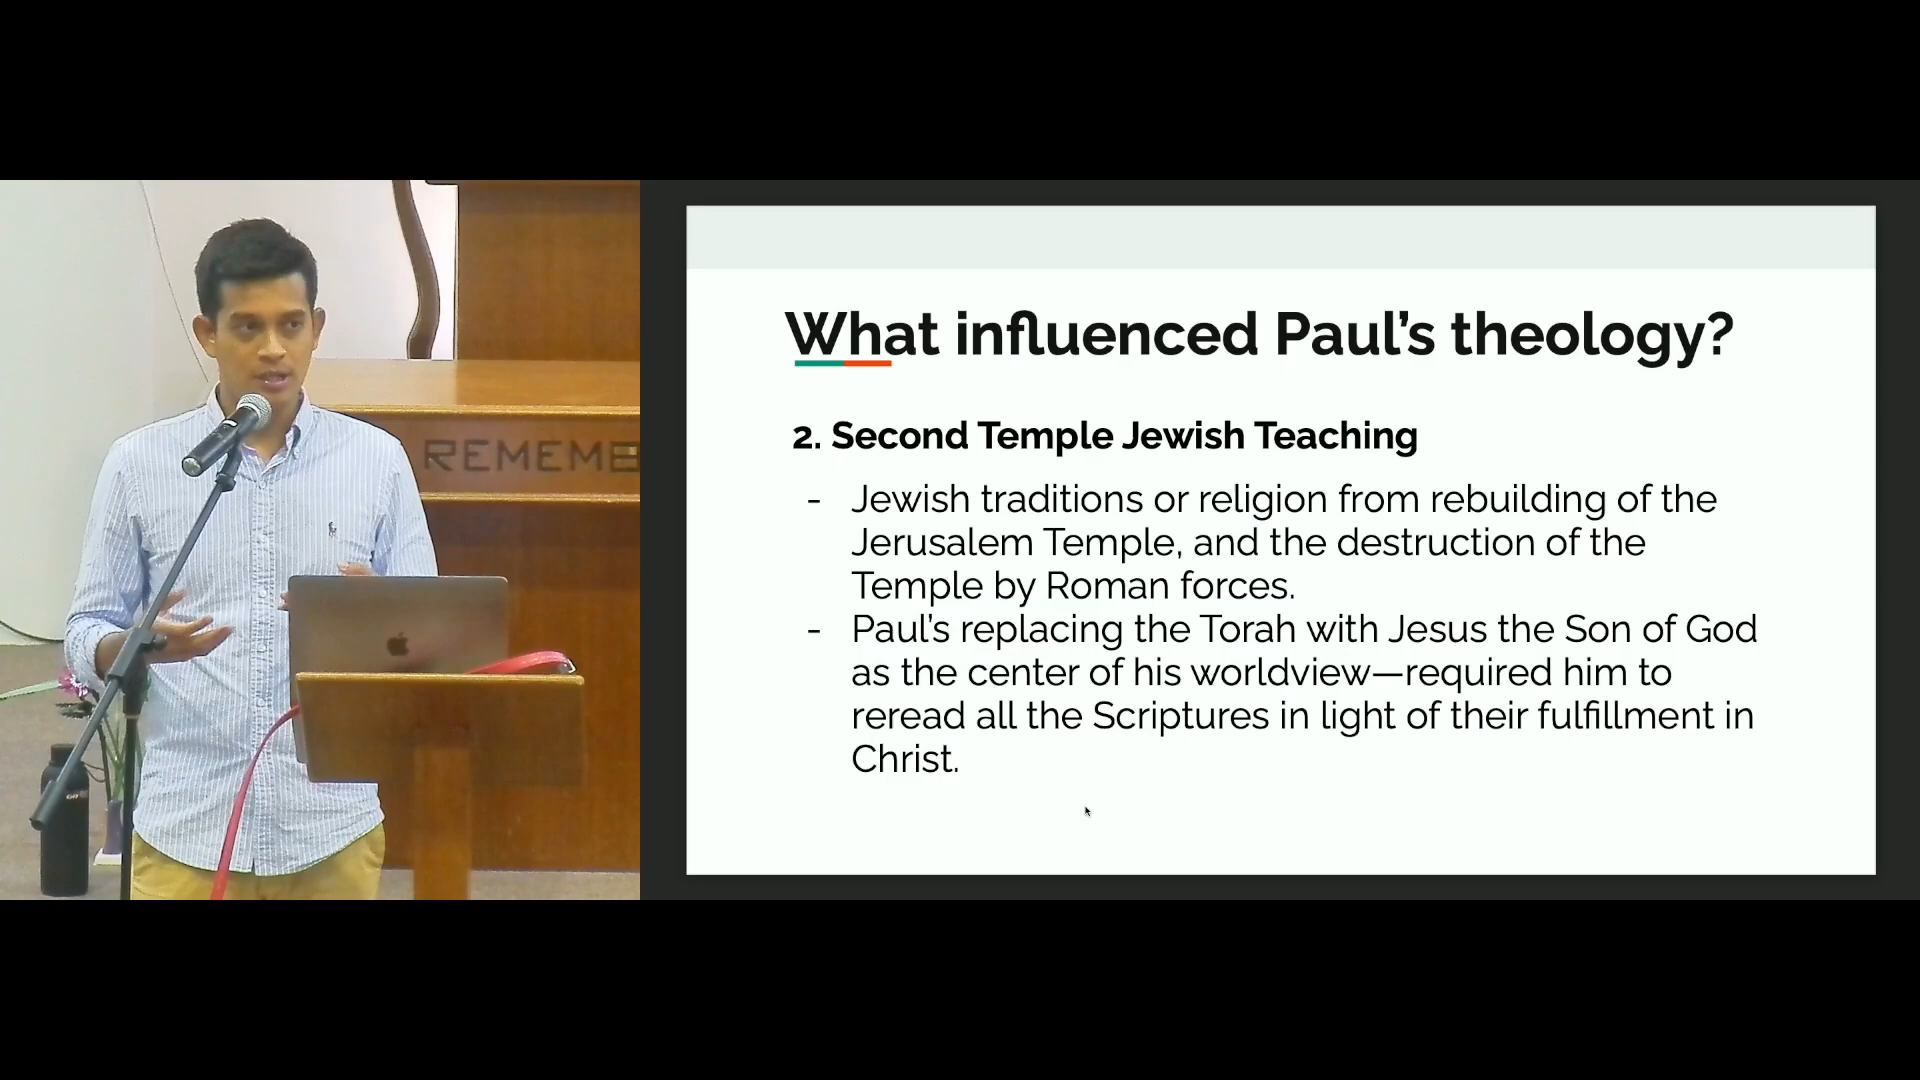 REMEME
What influenced Paul's theology?
2. Second Temple Jewish Teaching
- Jewish traditions or religion from rebuilding of the
Jerusalem Temple, and the destruction of the
Temple by Roman forces.
- Paul's replacing the Torah with Jesus the Son of God
as the center of his worldview—required him to
reread all the Scriptures in light of their fulfillment in
Christ.